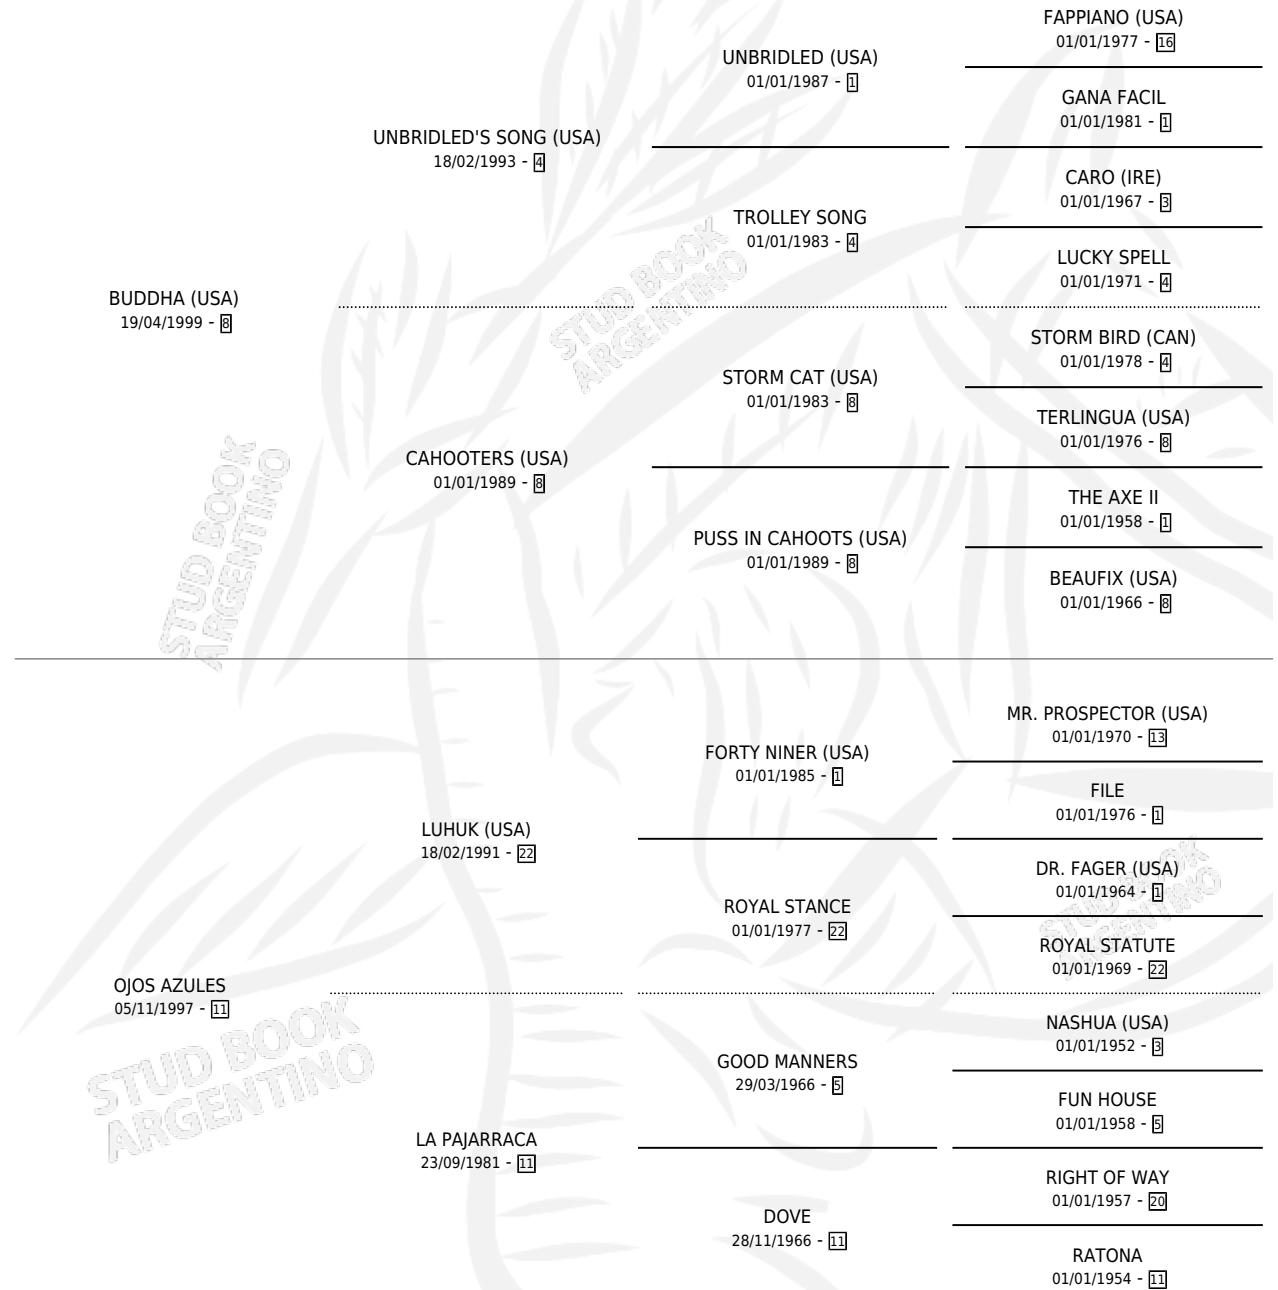 FAPPIANO (USA)
01/01/1977 - 16
UNBRIDLED (USA)
01/01/1987 - 1
GANA FACIL
01/01/1981 - 1
UNBRIDLED'S SONG (USA)
18/02/1993 - 4
CARO (IRE)
01/01/1967 - 3
TROLLEY SONG
01/01/1983 - 4
LUCKY SPELL
01/01/1971 - 4
BUDDHA (USA)
19/04/1999 - 8
STUD BOOK
ARGENTINO
STORM BIRD (CAN)
01/01/1978 - 4
STORM CAT (USA)
01/01/1983 - 8
TERLINGUA (USA)
01/01/1976 - 8
CAHOOTERS (USA)
01/01/1989 - 8
THE AXE II
01/01/1958 - 1
PUSS IN CAHOOTS (USA)
01/01/1989 - 8
BEAUFIX (USA)
01/01/1966 - 8
STUD BOOK
ARGENTINO
MR. PROSPECTOR (USA)
01/01/1970 - 13
FORTY NINER (USA)
01/01/1985 - 1
FILE
01/01/1976 - 1
LUHUK (USA)
18/02/1991 - 22
DR. FAGER (USA)
01/01/1964 - 1
ROYAL STANCE
01/01/1977 - 22
STUD BOOK
ARGENTINO
ROYAL STATUTE
01/01/1969 - 22
OJOS AZULES
05/11/1997 - 11
NASHUA (USA)
01/01/1952 - 3
GOOD MANNERS
29/03/1966 - 5
STUD BOOK
ARGENTINO
FUN HOUSE
01/01/1958 - 5
LA PAJARRACA
23/09/1981 - 11
RIGHT OF WAY
01/01/1957 - 20
DOVE
28/11/1966 - 11
RATONA
01/01/1954 - 11